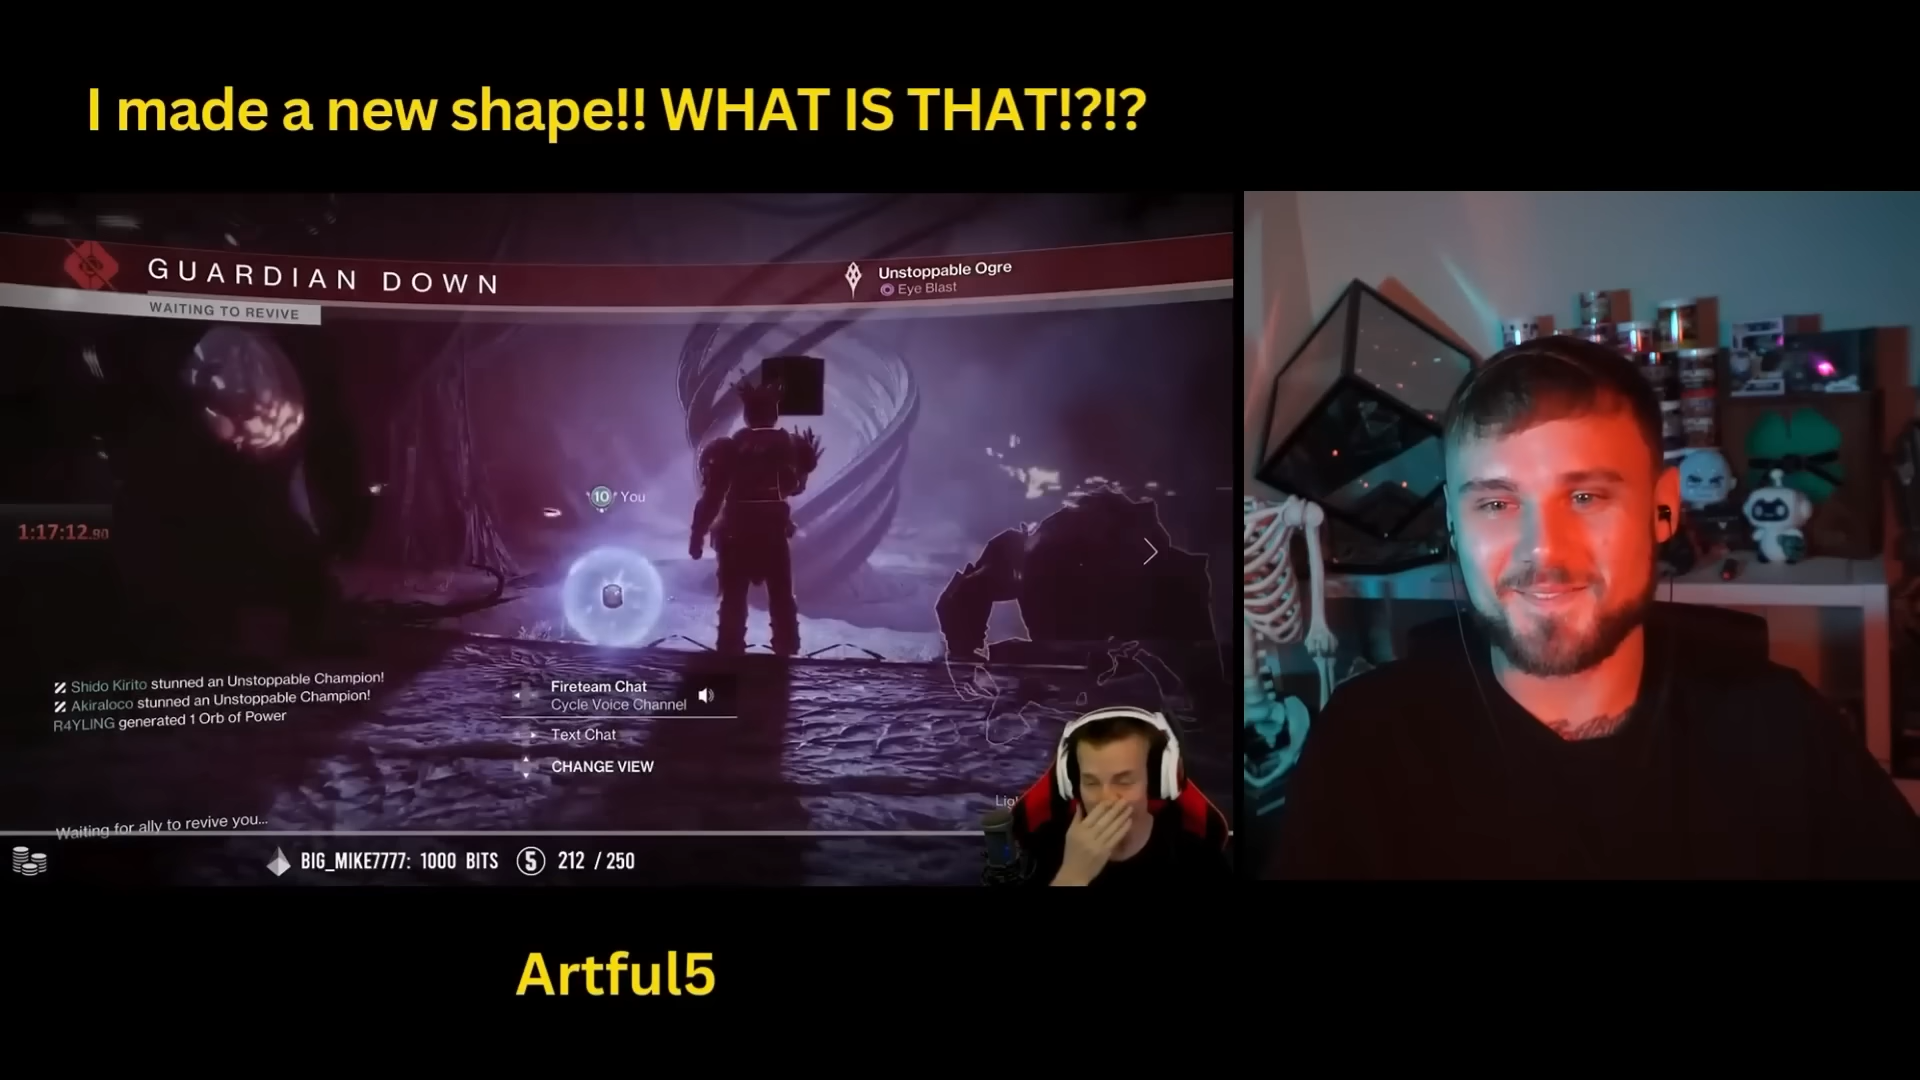 I made a new shape!! WHAT IS THAT!?!?
GUARDIAN DOWN
WAITING TO REVIVE
Unstoppable Ogre
Eye Blast
10 You
1:17:12.90
Shido Kirito stunned an Unstoppable Champion!
Akiraloco stunned an Unstoppable Champion!
R4YLING generated 1 Orb of Power
Fireteam Chat
Cycle Voice Channel
Text Chat
CHANGE VIEW
Waiting for ally to revive you...
BIG_MIKE7777: 1000 BITS 5 212 / 250
Artful5